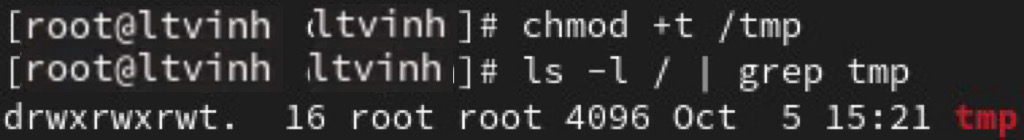 [root@ltvinh ltvinh]# chmod +t /tmp
[root@ltvinh ltvinh]# ls -l / | grep tmp
drwxrwxrwt.  16 root root 4096 Oct  5 15:21 tmp